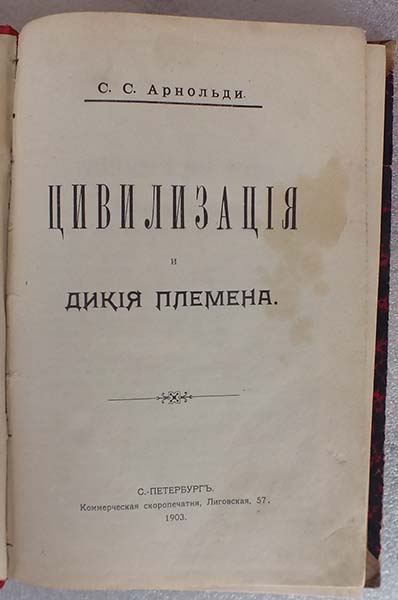 С. С. Арнольди.
ЦИВИЛИЗАЦІЯ
и
ДИКІЯ ПЛЕМЕНА.
С.-ПЕТЕРБУРГЪ.
Коммерческая скоропечатня, Лиговская, 57,
1903.